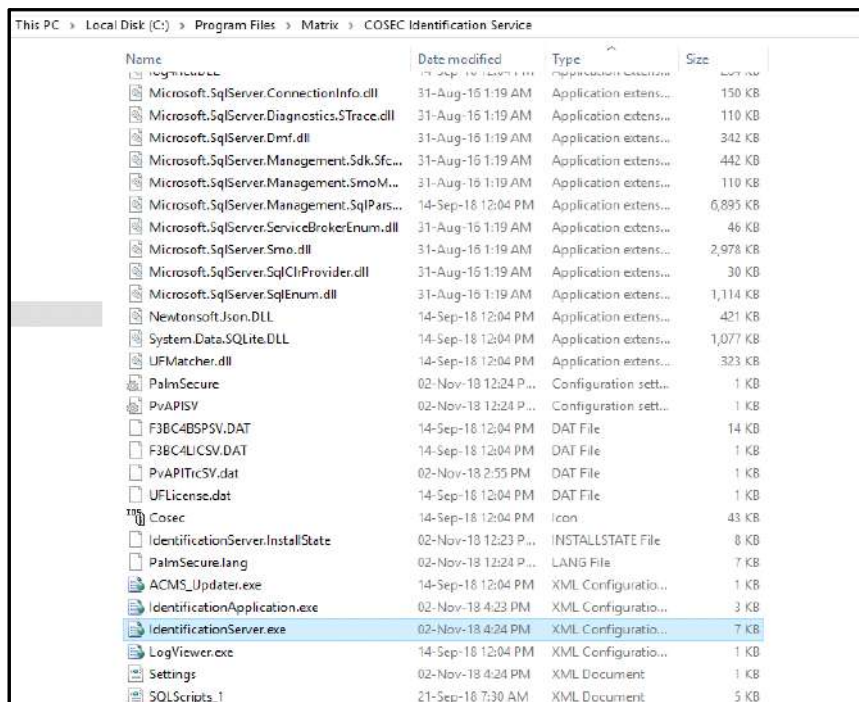 This PC > Local Disk (C:) > Program Files > Matrix > COSEC Identification Service
Name Date modified Type Size
Microsoft.SqlServer.ConnectionInfo.dll 31-Aug-16 1:19 AM Application extens... 150 KB
Microsoft.SqlServer.Diagnostics.STrace.dll 31-Aug-16 1:19 AM Application extens... 110 KB
Microsoft.SqlServer.Dmf.dll 31-Aug-16 1:19 AM Application extens... 342 KB
Microsoft.SqlServer.Management.Sdk.Sfc... 31-Aug-16 1:19 AM Application extens... 442 KB
Microsoft.SqlServer.Management.SmoM... 31-Aug-16 1:19 AM Application extens... 110 KB
Microsoft.SqlServer.Management.SqlPars... 14-Sep-18 12:04 PM Application extens... 6,895 KB
Microsoft.SqlServer.ServiceBrokerEnum.dll 31-Aug-16 1:19 AM Application extens... 46 KB
Microsoft.SqlServer.Smo.dll 31-Aug-16 1:19 AM Application extens... 2,978 KB
Microsoft.SqlServer.SqlClrProvider.dll 31-Aug-16 1:19 AM Application extens... 30 KB
Microsoft.SqlServer.SqlEnum.dll 31-Aug-16 1:19 AM Application extens... 1,114 KB
Newtonsoft.Json.DLL 14-Sep-18 12:04 PM Application extens... 421 KB
System.Data.SQLite.DLL 14-Sep-18 12:04 PM Application extens... 1,077 KB
UFMatcher.dll 14-Sep-18 12:04 PM Application extens... 323 KB
PalmSecure 02-Nov-18 12:24 P... Configuration sett... 1 KB
PvAPISV 02-Nov-18 12:24 P... Configuration sett... 1 KB
F3BC4BSPSV.DAT 14-Sep-18 12:04 PM DAT File 14 KB
F3BC4LICSV.DAT 14-Sep-18 12:04 PM DAT File 1 KB
PvAPITrcSV.dat 02-Nov-18 2:55 PM DAT File 1 KB
UFLicense.dat 14-Sep-18 12:04 PM DAT File 1 KB
Cosec 14-Sep-18 12:04 PM Icon 43 KB
IdentificationServer.InstallState 02-Nov-18 12:23 P... INSTALLSTATE File 8 KB
PalmSecure.lang 02-Nov-18 12:24 P... LANG File 7 KB
ACMS_Updater.exe 14-Sep-18 12:04 PM XML Configuratio... 1 KB
IdentificationApplication.exe 02-Nov-18 4:23 PM XML Configuratio... 3 KB
IdentificationServer.exe 02-Nov-18 4:24 PM XML Configuratio... 7 KB
LogViewer.exe 14-Sep-18 12:04 PM XML Configuratio... 1 KB
Settings 02-Nov-18 4:24 PM XML Document 1 KB
SQLScripts_1 21-Sep-18 7:30 AM XML Document 5 KB